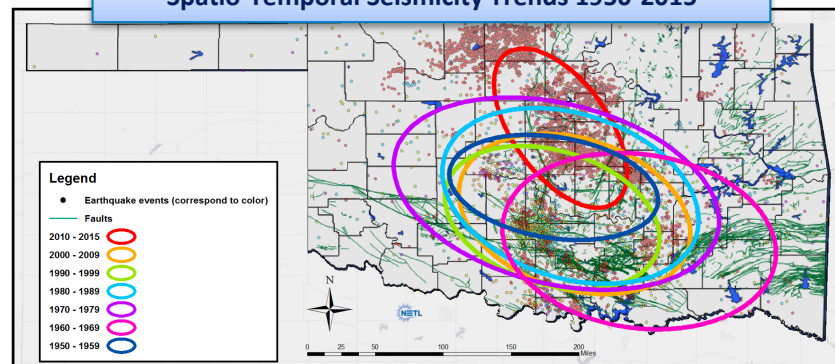 Spatio-Temporal Seismicity Trends 1950-2015
Legend
Earthquake events (correspond to color)
Faults
2010 - 2015
2000 - 2009
1990 - 1999
1980 - 1989
1970 - 1979
1960 - 1969
1950 - 1959
N
NETL
0 25 50 100 150 200
Miles